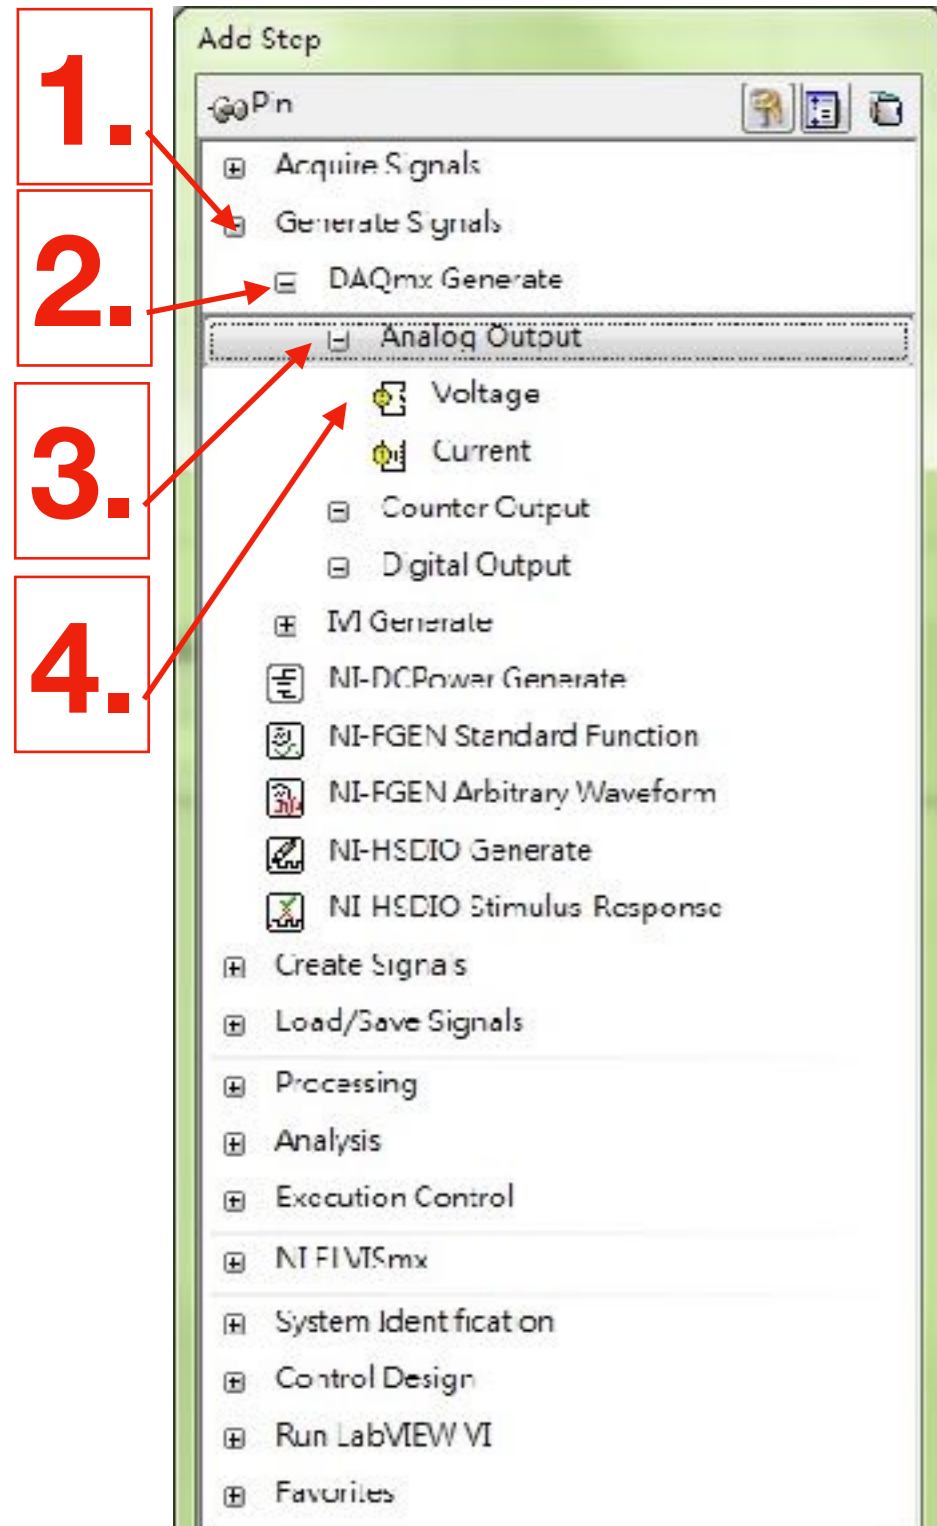 Add Step
Pin
1.
Acquire Signals
Generate Signals
2.
DAQmx Generate
Analog Output
3.
Voltage
Current
Counter Output
Digital Output
4.
IVI Generate
NI-DCPower Generate
NI-FGEN Standard Function
NI-FGEN Arbitrary Waveform
NI-HSDIO Generate
NI-HSDIO Stimulus Response
Create Signals
Load/Save Signals
Processing
Analysis
Execution Control
NI ELVISmx
System Identification
Control Design
Run LabVIEW VI
Favorites